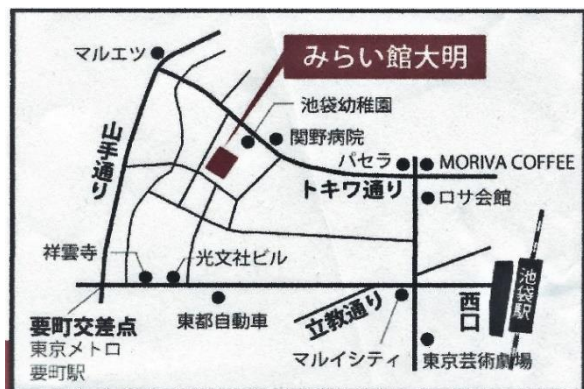 マルエツ
みらい館大明
池袋幼稚園
関野病院
山手通り
パセラ
MORIVA COFFEE
トキワ通り
ロサ会館
祥雲寺
光文社ビル
池袋駅
西口
要町交差点
東京メトロ
要町駅
東都自動車
立教通り
マルイシティ
東京芸術劇場